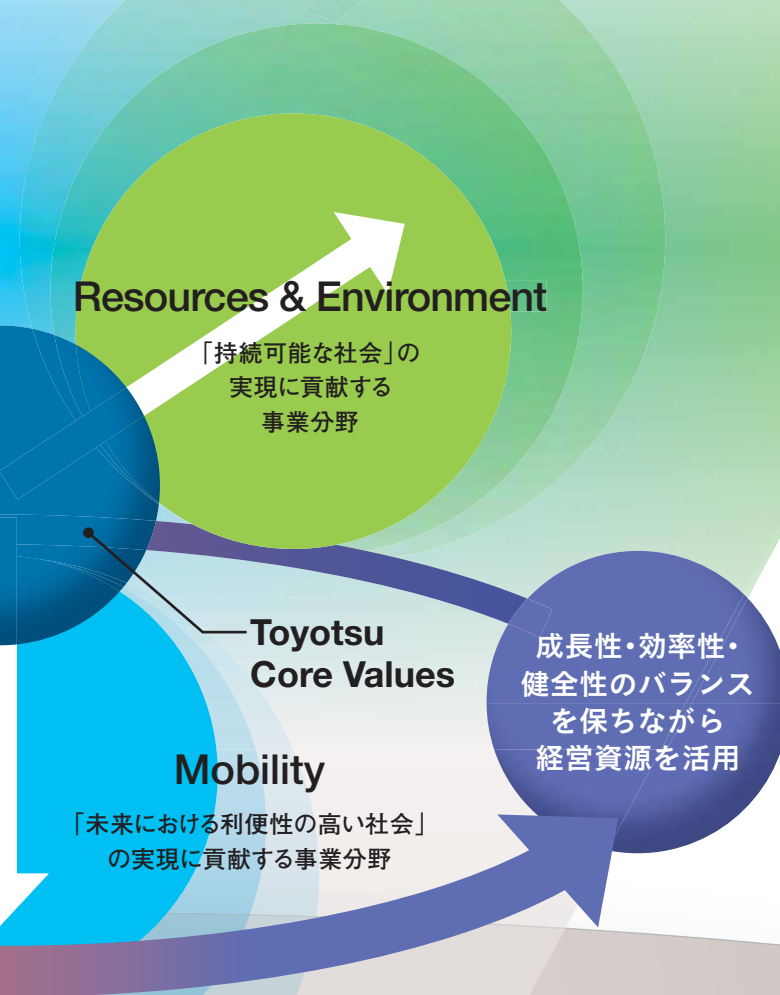 Resources & Environment
「持続可能な社会」の
実現に貢献する
事業分野
Toyotsu
Core Values
成長性・効率性・
健全性のバランス
を保ちながら
経営資源を活用
Mobility
「未来における利便性の高い社会」
の実現に貢献する事業分野